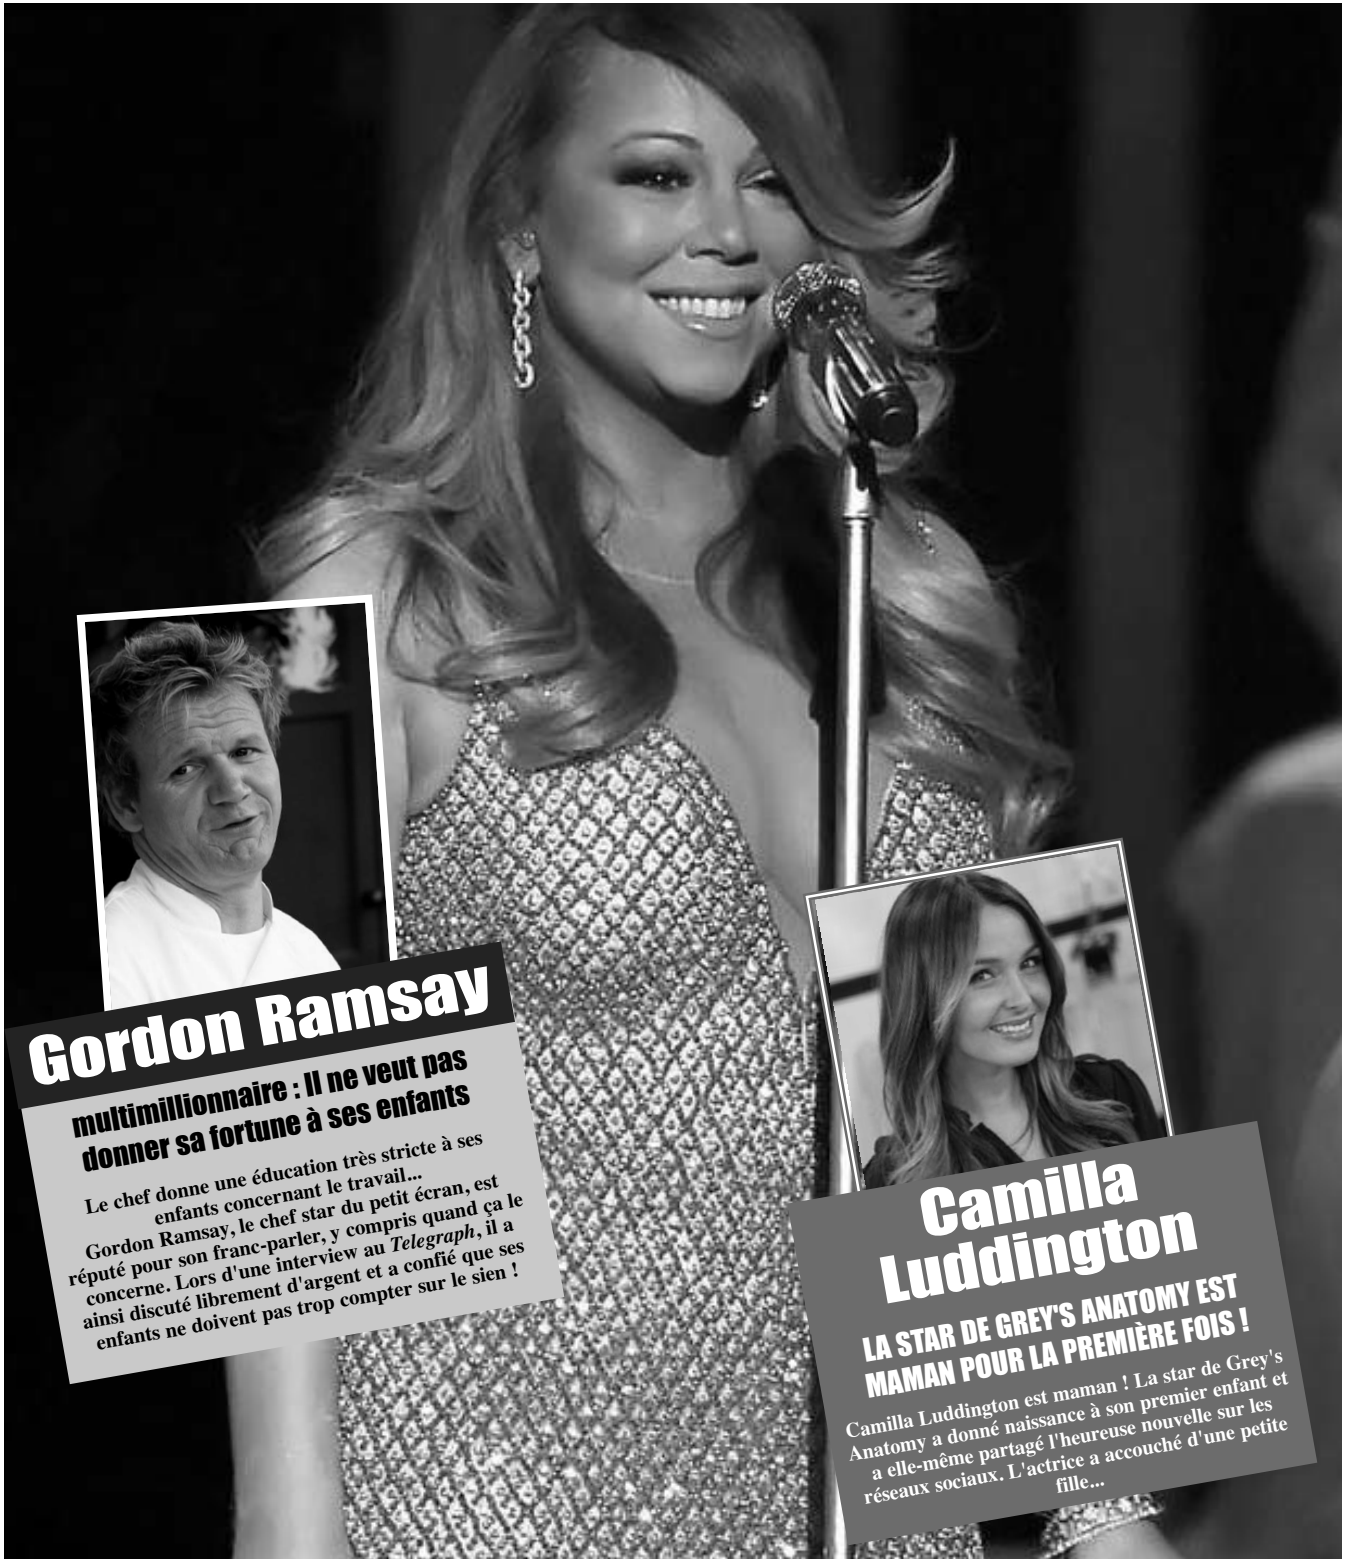 Gordon Ramsay
multimillionnaire : Il ne veut pas
donner sa fortune à ses enfants
Le chef donne une éducation très stricte à ses
enfants concernant le travail...
Gordon Ramsay, le chef star du petit écran, est
réputé pour son franc-parler, y compris quand ça le
concerne. Lors d'une interview au Telegraph, il a
ainsi discuté librement d'argent et a confié que ses
enfants ne doivent pas trop compter sur le sien !
Camilla
Luddington
LA STAR DE GREY'S ANATOMY EST
MAMAN POUR LA PREMIÈRE FOIS !
Camilla Luddington est maman ! La star de Grey's
Anatomy a donné naissance à son premier enfant et
a elle-même partagé l'heureuse nouvelle sur les
réseaux sociaux. L'actrice a accouché d'une petite
fille...